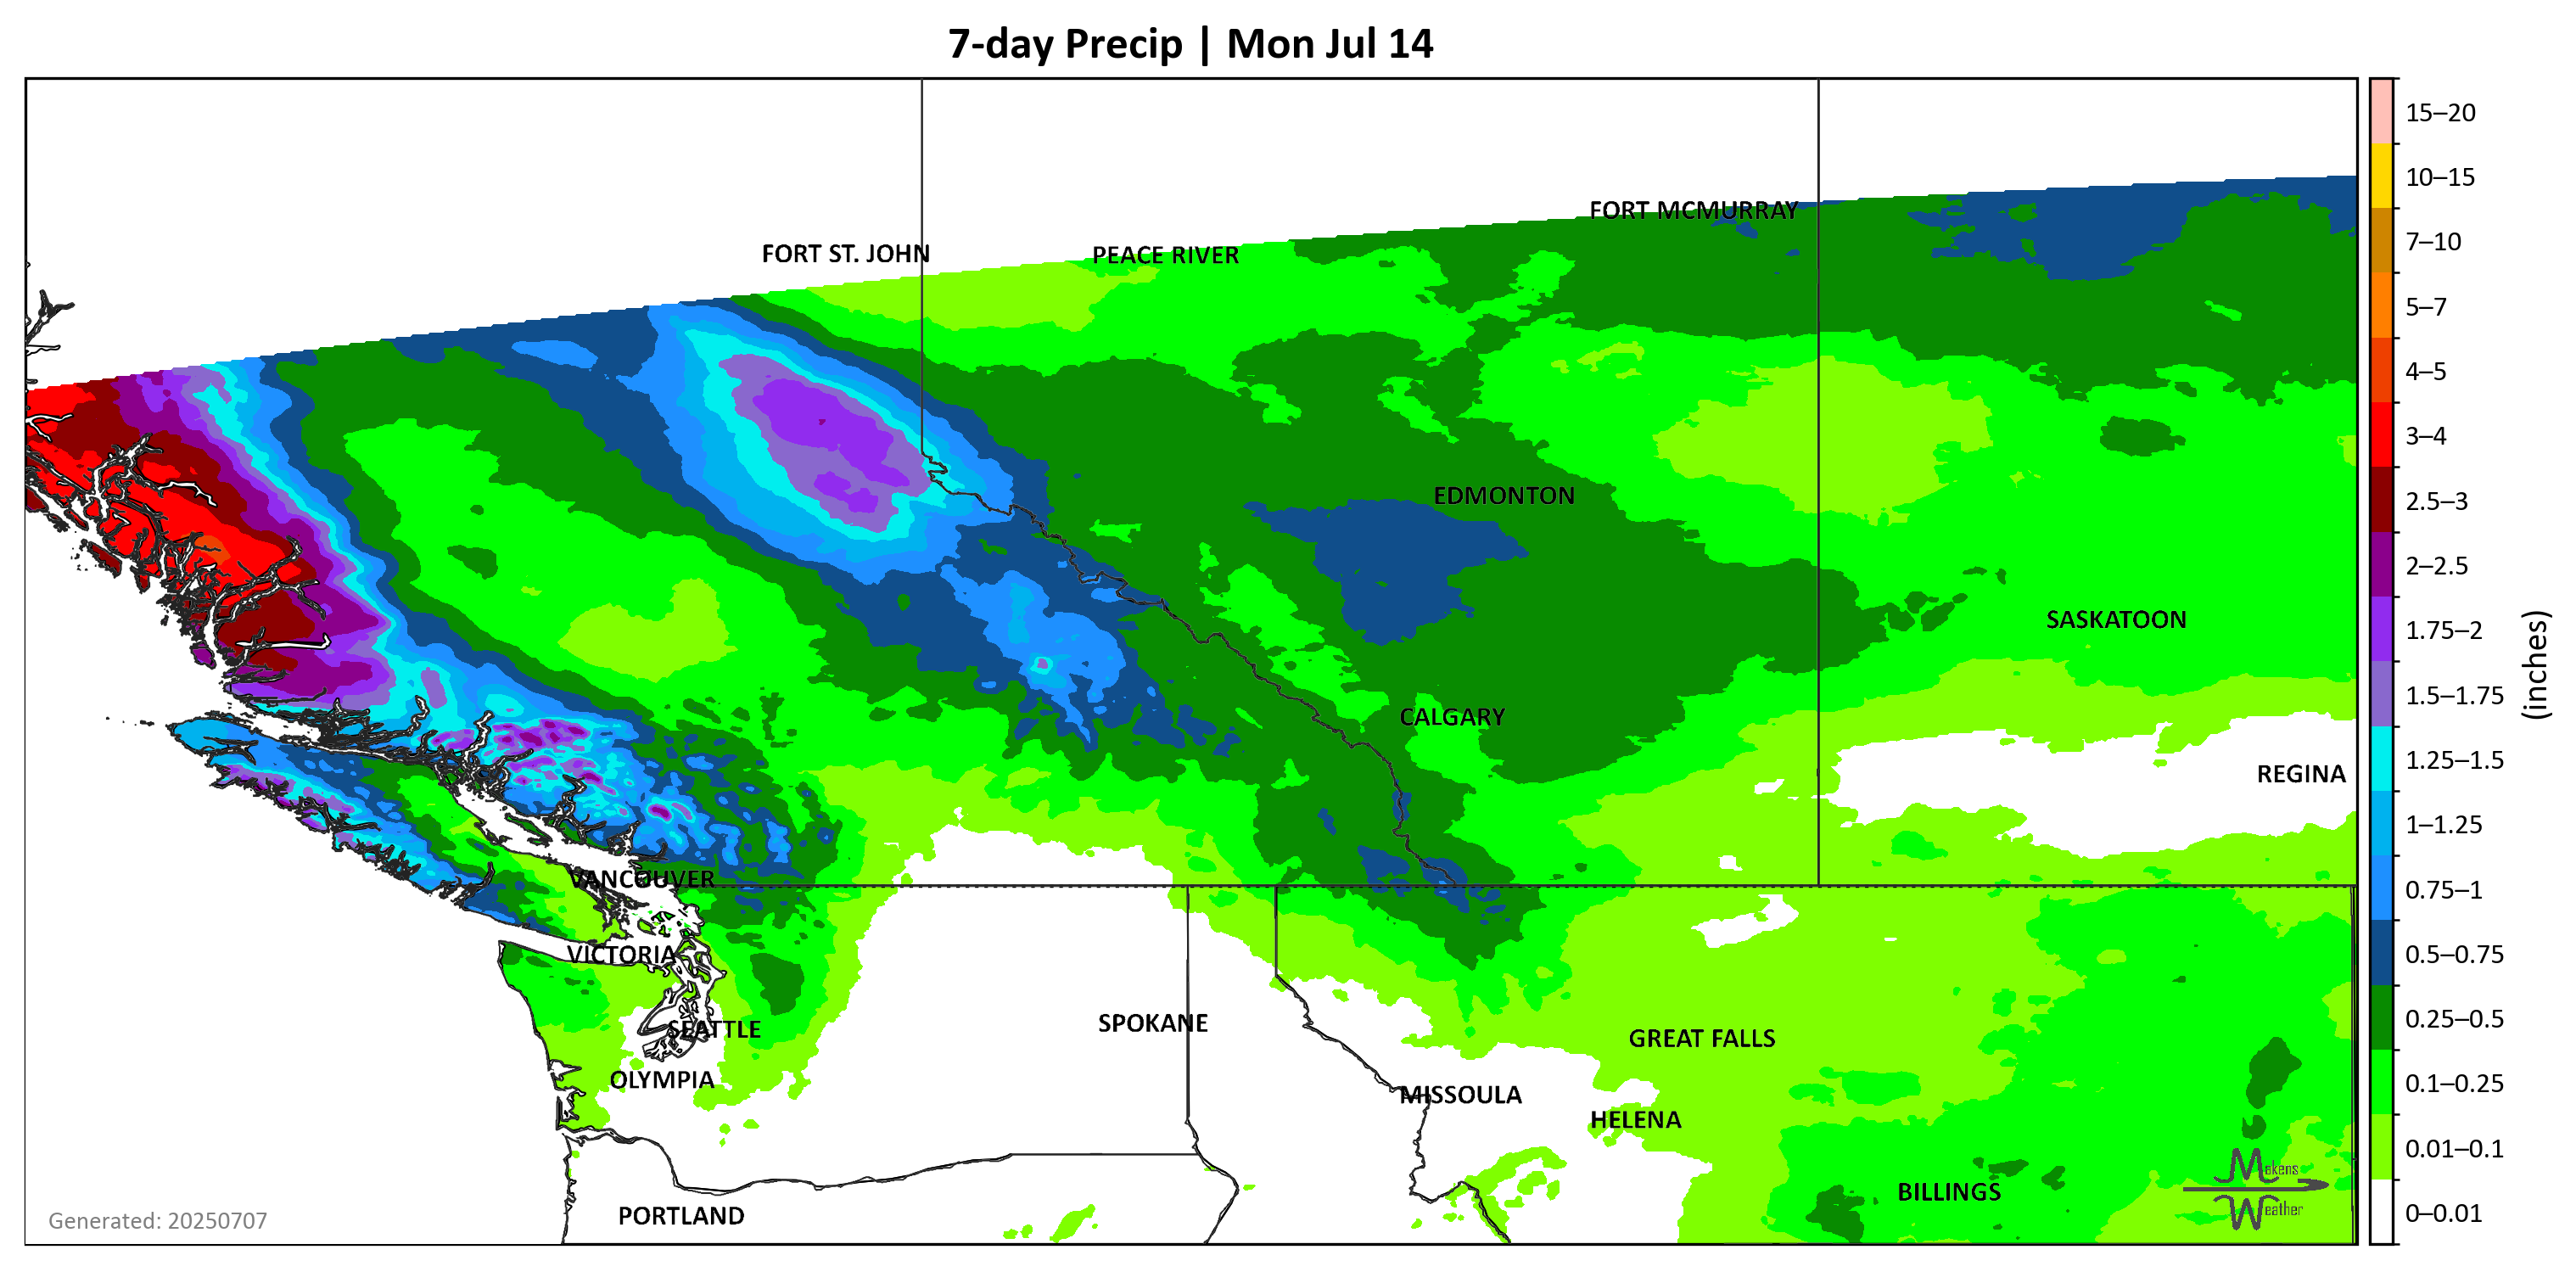 7-day Precip | Mon Jul 14
FORT MCMURRAY
FORT ST. JOHN
PEACE RIVER
EDMONTON
SASKATOON
CALGARY
REGINA
VANCOUVER
VICTORIA
SPOKANE
SEATTLE
GREAT FALLS
OLYMPIA
MISSOULA
HELENA
BILLINGS
PORTLAND
Generated: 20250707
Makens
Weather
15–20
10–15
7–10
5–7
4–5
3–4
2.5–3
2–2.5
1.75–2
1.5–1.75
1.25–1.5
1–1.25
0.75–1
0.5–0.75
0.25–0.5
0.1–0.25
0.01–0.1
0–0.01
(inches)